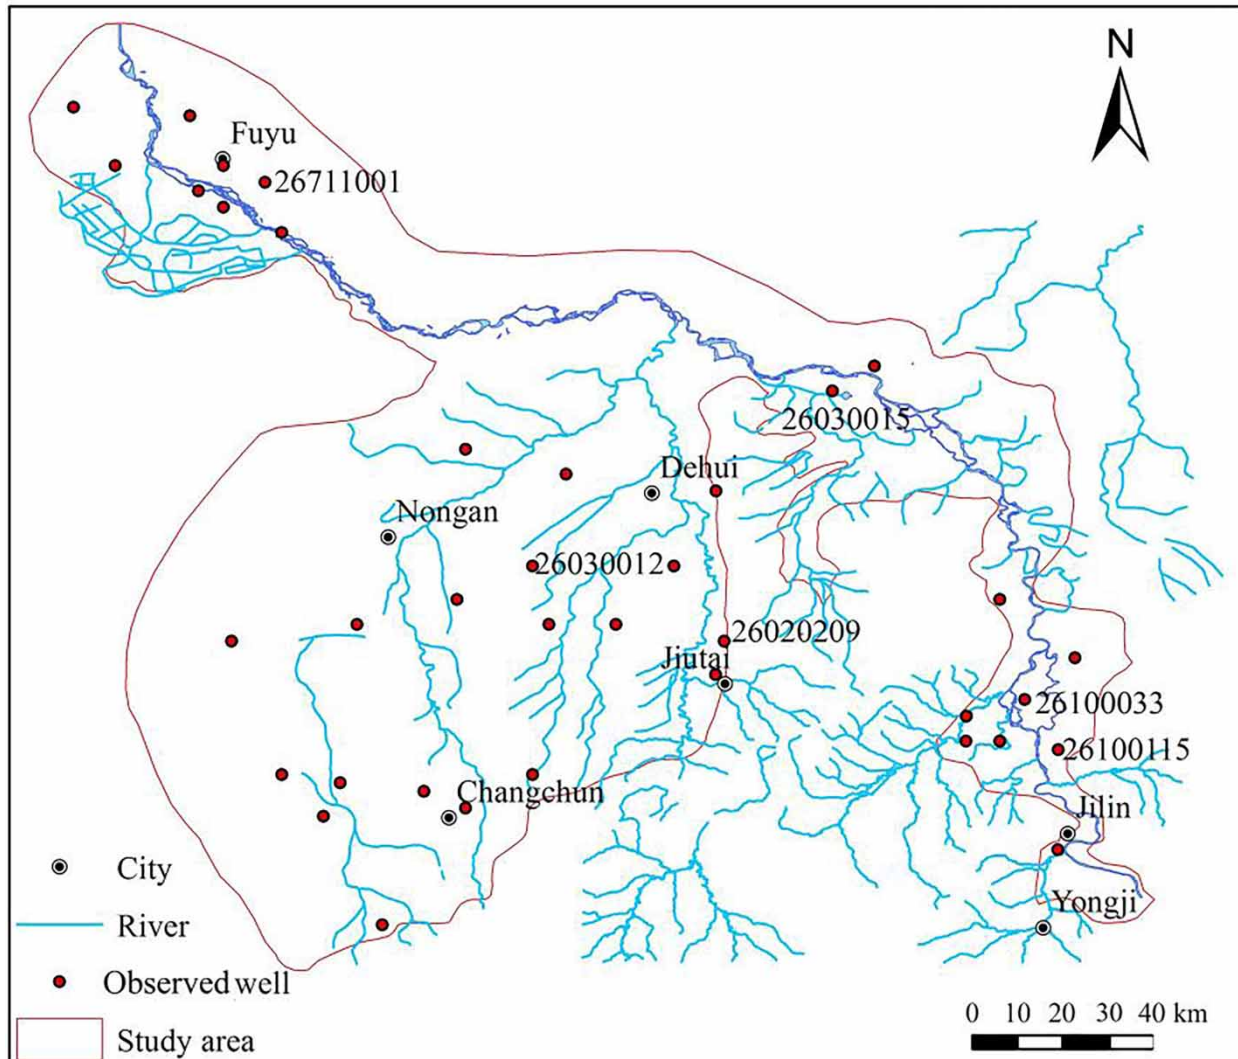 N
Fuyu
26711001
26030015
Dehui
Nongan
26030012
26020209
Jiutai
26100033
26100115
Changchun
Jilin
City
River
Yongji
Observed well
0 10 20 30 40 km
Study area